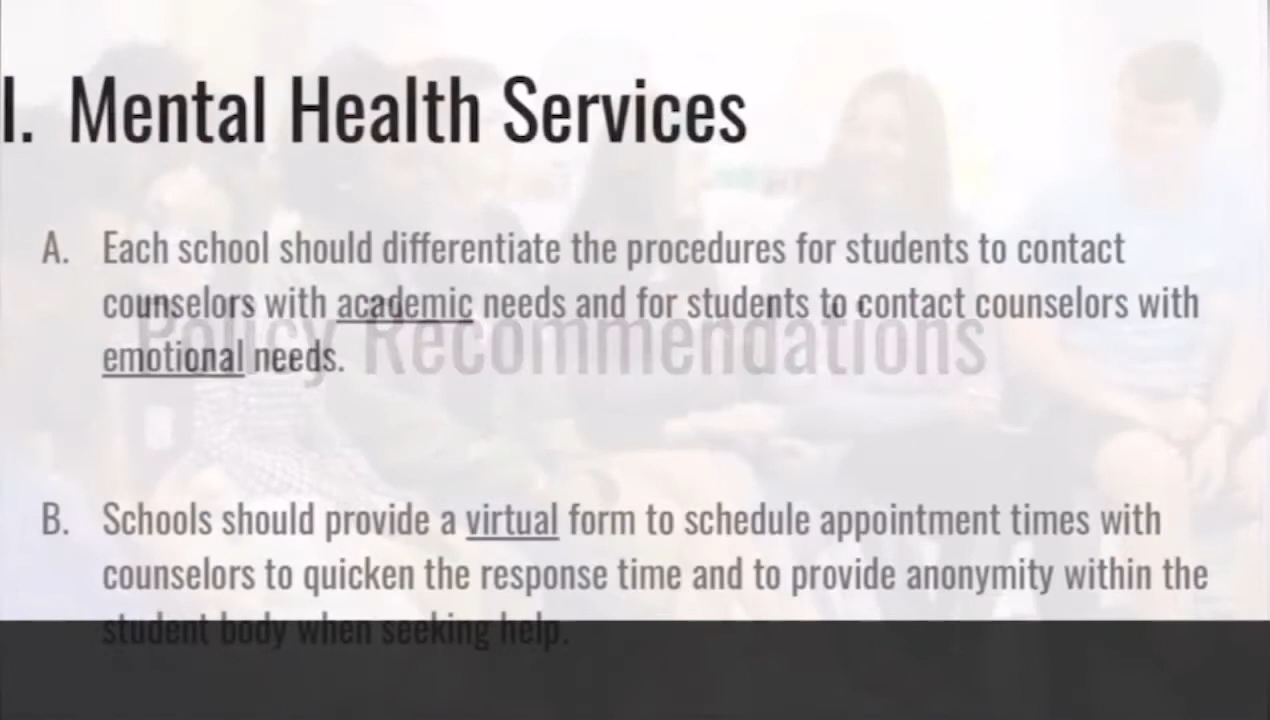 I. Mental Health Services
A. Each school should differentiate the procedures for students to contact
counselors with academic needs and for students to contact counselors with
emotional needs.
Policy Recommendations
B. Schools should provide a virtual form to schedule appointment times with
counselors to quicken the response time and to provide anonymity within the
student body when seeking help.